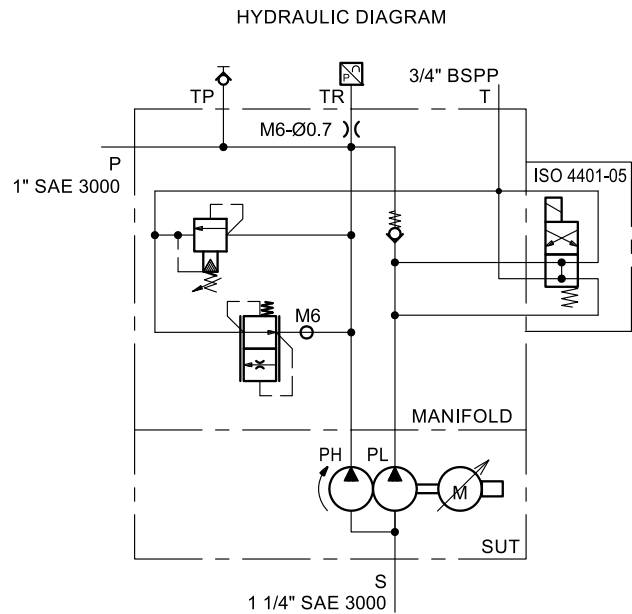 HYDRAULIC DIAGRAM
3/4" BSPP
TP
TR
T
P
M6-Ø0.7
P
1" SAE 3000
ISO 4401-05
M6
MANIFOLD
PH
PL
M
SUT
S
1 1/4" SAE 3000